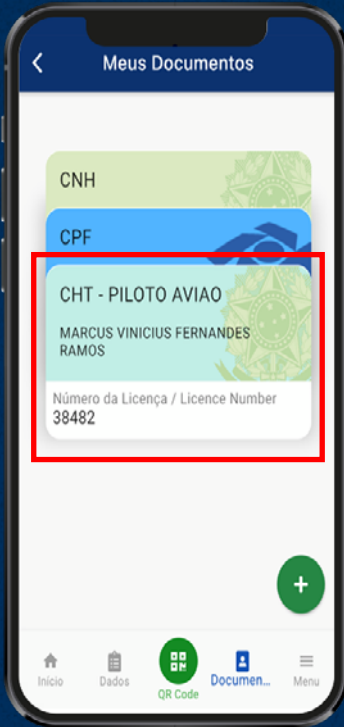 Meus Documentos
CNH
CPF
CHT - PILOTO AVIAO
MARCUS VINICIUS FERNANDES
RAMOS
Número da Licença / Licence Number
38482
Início
Dados
QR Code
Documen...
Menu